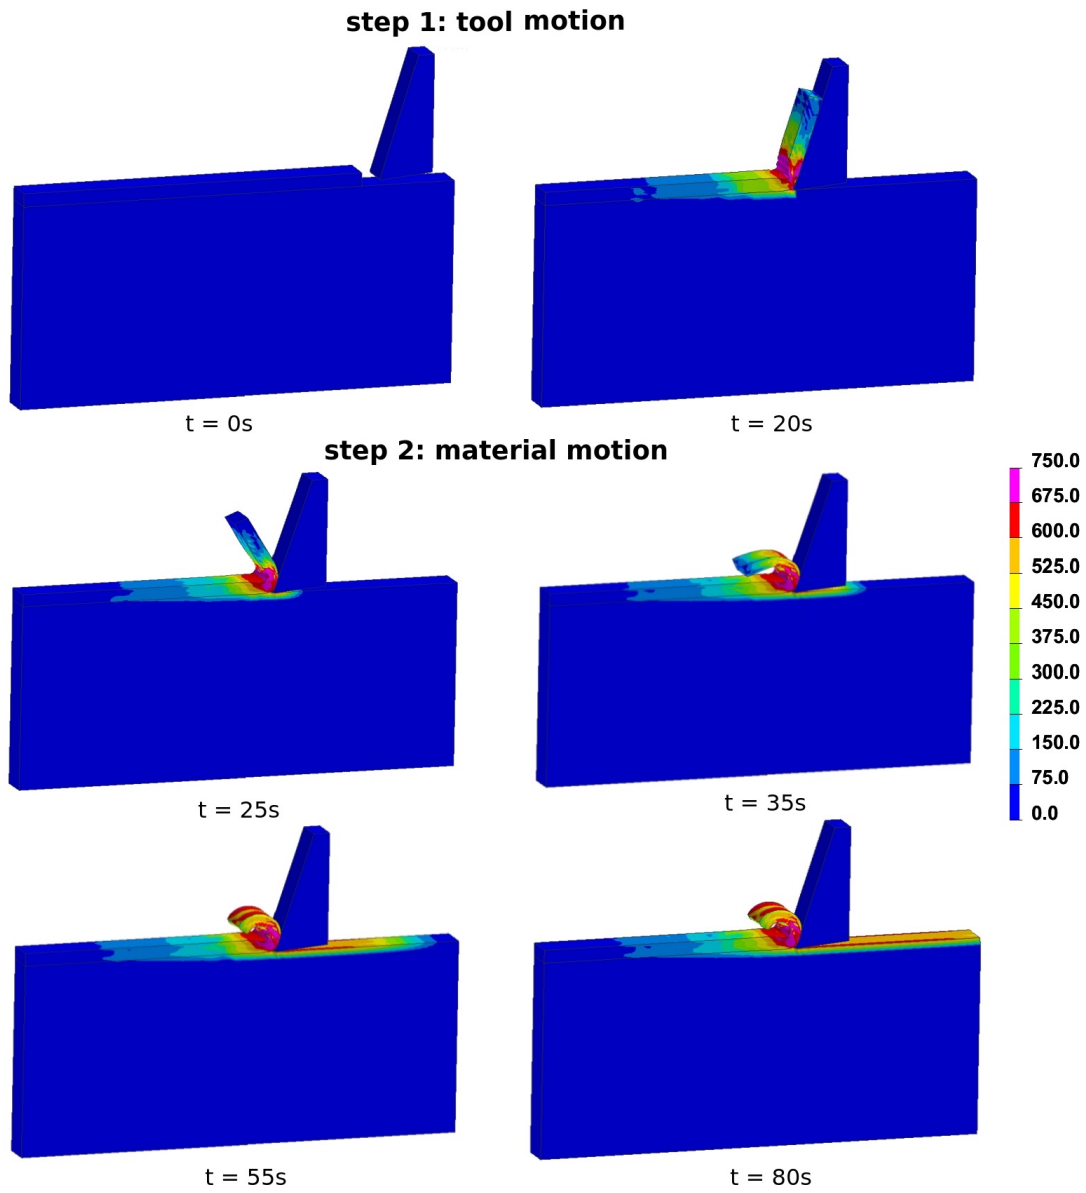 step 1: tool motion
t = 0s
t = 20s
step 2: material motion
750.0
675.0
600.0
525.0
450.0
375.0
300.0
225.0
150.0
75.0
0.0
t = 25s
t = 35s
t = 55s
t = 80s